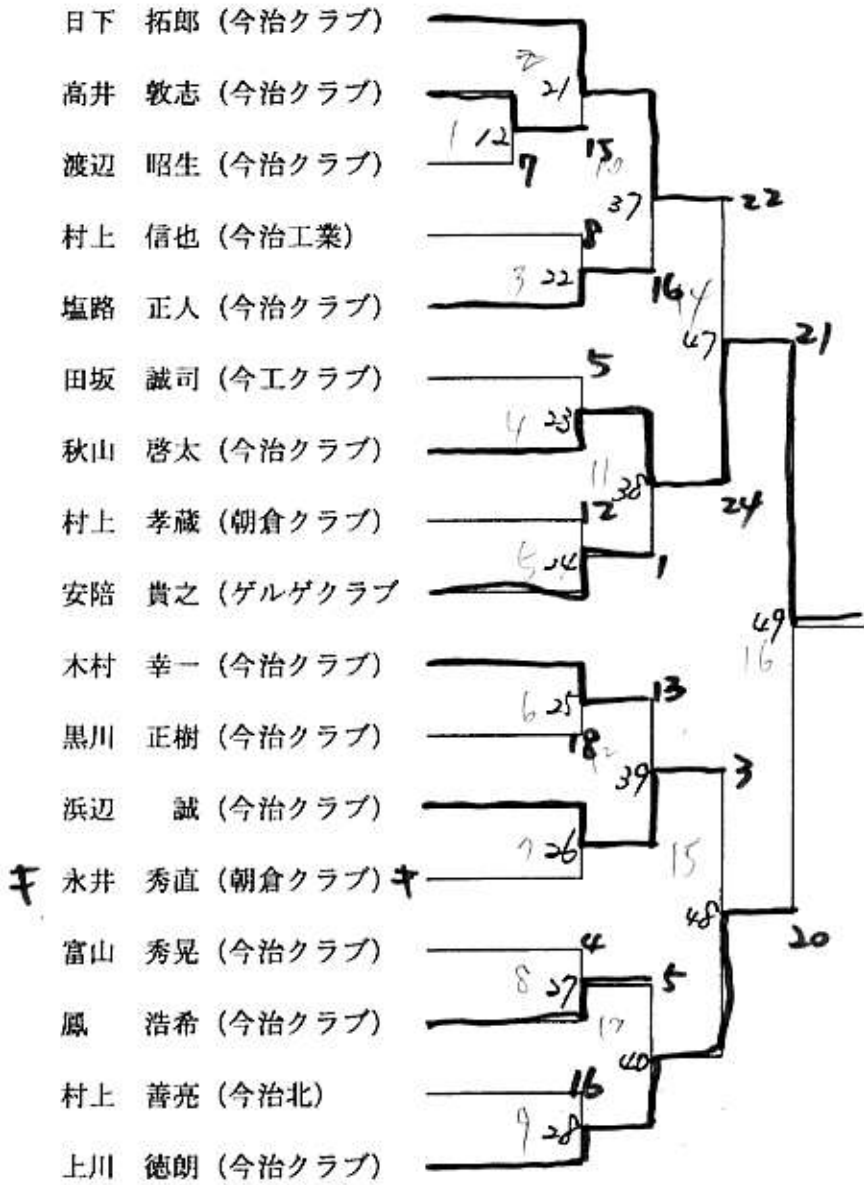 日下 拓郎 (今治クラブ)
2 21
高井 敦志 (今治クラブ)
1 12 15
渡辺 昭生 (今治クラブ) 7
10 37 22
村上 信也 (今治工業) 8
3 22 16 14
塩路 正人 (今治クラブ)
47 21
田坂 誠司 (今工クラブ) 5
4 23
秋山 啓太 (今治クラブ)
11 38 24
村上 孝蔵 (朝倉クラブ) 12
5 24 1
安陪 貴之 (ゲルゲクラブ
49
16
木村 幸一 (今治クラブ)
6 25 13
黒川 正樹 (今治クラブ) 18
39 3
浜辺 誠 (今治クラブ)
7 26 15
キ 永井 秀直 (朝倉クラブ) キ
48 20
富山 秀晃 (今治クラブ) 4
8 27 5
鳳 浩希 (今治クラブ)
40
村上 善亮 (今治北) 16
9 28
上川 徳朗 (今治クラブ)